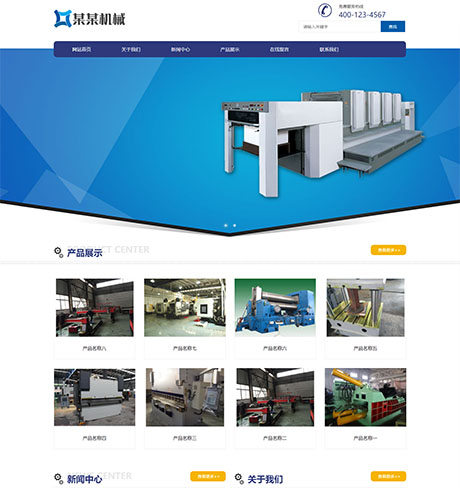 某某机械
免费服务热线
400-123-4567
请输入关键字
搜索
网站首页 关于我们 新闻中心 产品展示 在线留言 联系我们
产品展示
PRODUCT CENTER
查看更多>>
产品名称八 产品名称七 产品名称六 产品名称五
产品名称四 产品名称三 产品名称二 产品名称一
新闻中心
CENTER
查看更多>>
关于我们
查看更多>>